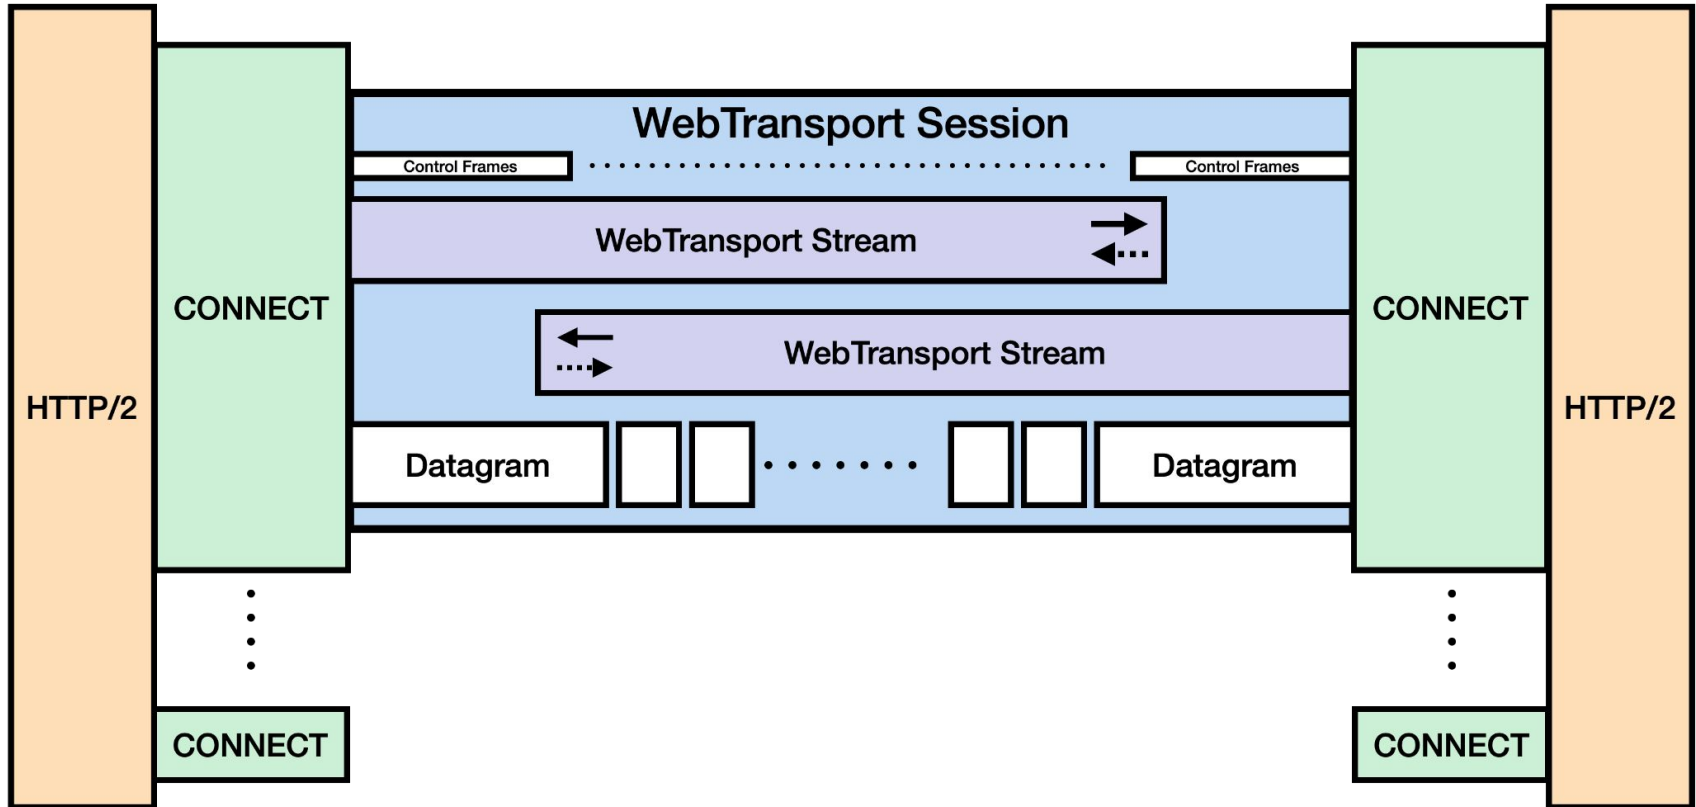 WebTransport Session
Control Frames
Control Frames
WebTransport Stream
CONNECT
CONNECT
WebTransport Stream
HTTP/2
HTTP/2
Datagram
Datagram
CONNECT
CONNECT